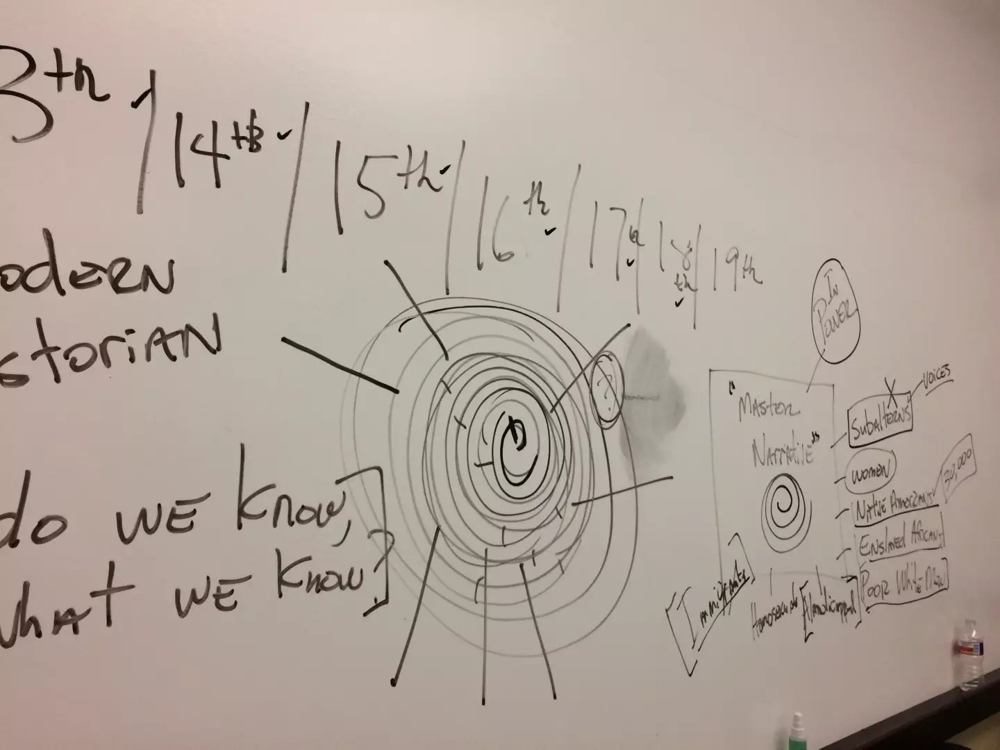 3th / 14th ✓ / 15th ✓ / 16th ✓ / 17th ✓ / 18th ✓ / 19th
odern
storian
do we know,
what we know?
?
In
Power
"Master
Narrative"
Subalterns
X
voices
women
Native Americans
30,000
Enslaved Africans
Poor White Men
[Immigrants]
Homosexuals
[Handicapped]